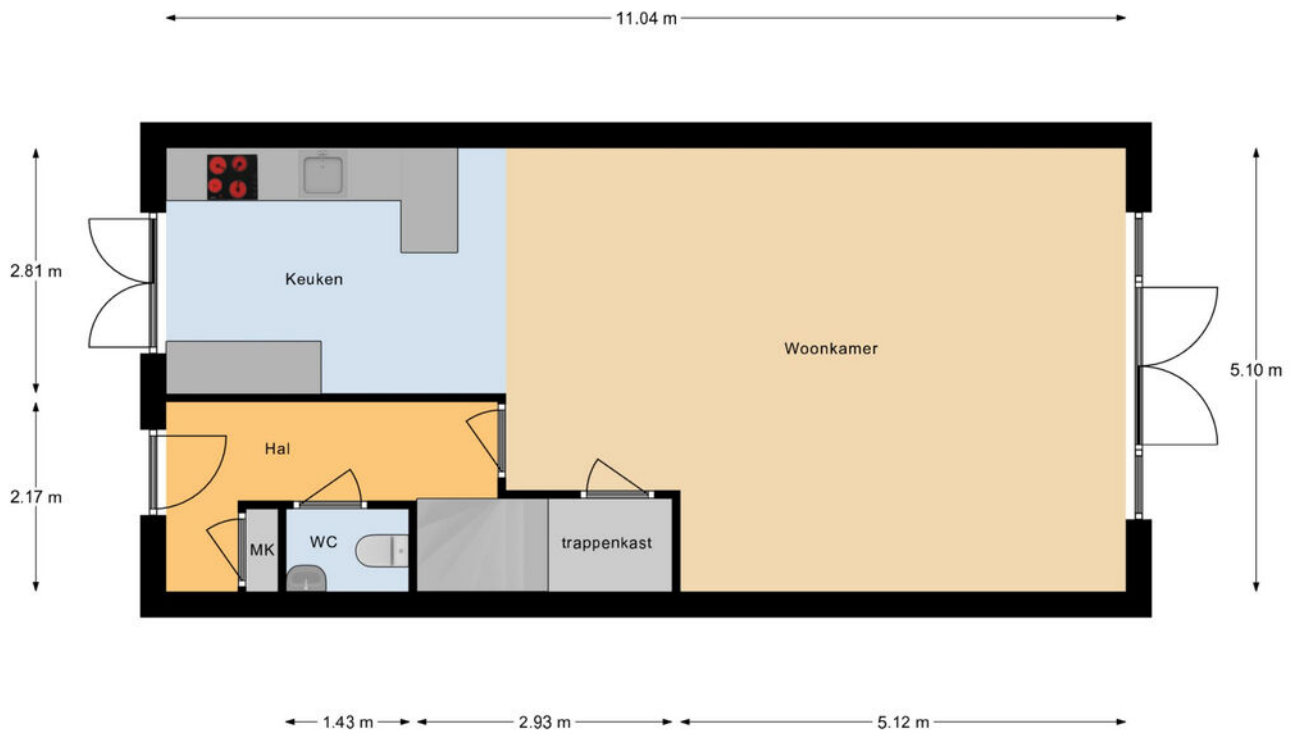 11.04 m
2.81 m
Keuken
Woonkamer
5.10 m
Hal
2.17 m
MK
WC
trappenkast
1.43 m
2.93 m
5.12 m